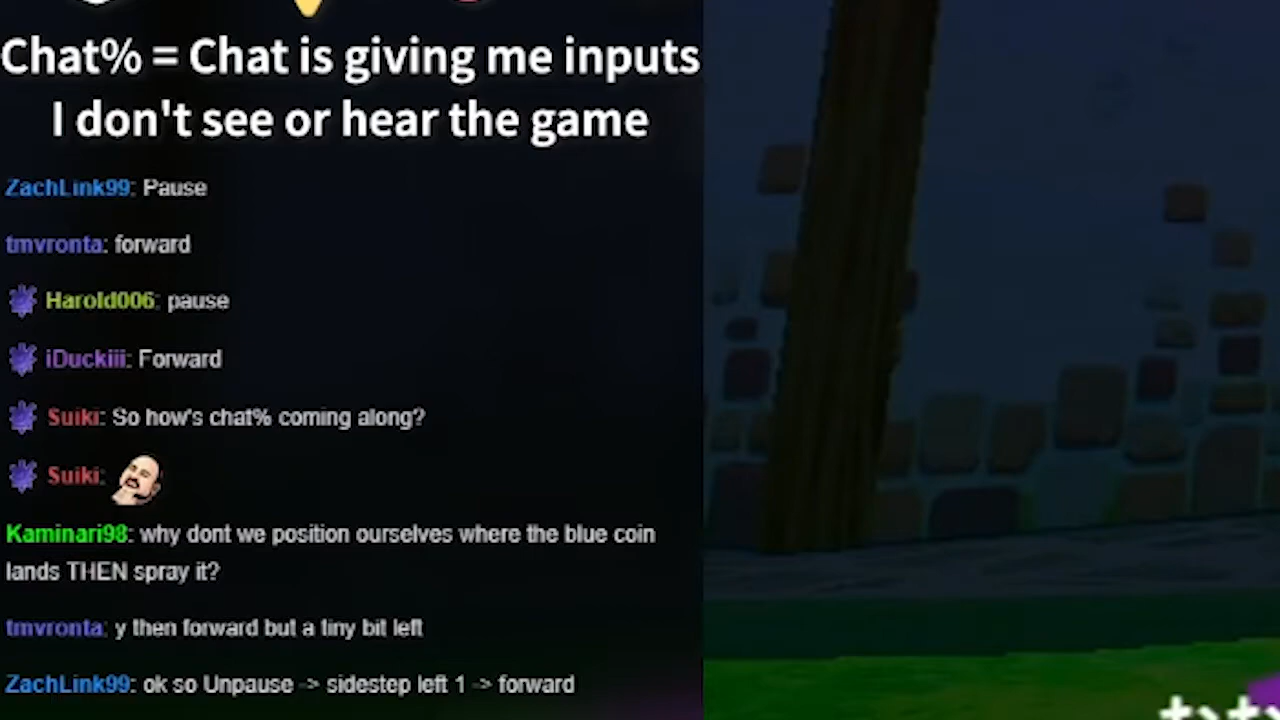 Chat% = Chat is giving me inputs
I don't see or hear the game
ZachLink99: Pause
tmvronta: forward
Harold006: pause
iDuckiii: Forward
Suiki: So how's chat% coming along?
Suiki:
Kaminari98: why dont we position ourselves where the blue coin
lands THEN spray it?
tmvronta: y then forward but a tiny bit left
ZachLink99: ok so Unpause -> sidestep left 1 -> forward